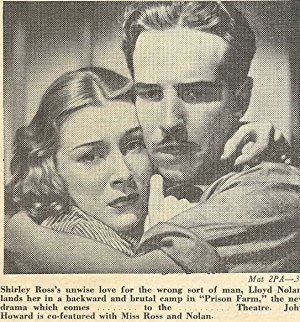 Mat 2PA—3
Shirley Ross's unwise love for the wrong sort of man, Lloyd Nolan
lands her in a backward and brutal camp in "Prison Farm," the
drama which comes . . . . . . . . to the . . . . . . . . Theatre.
Howard is co-featured with Miss Ross and Nolan.